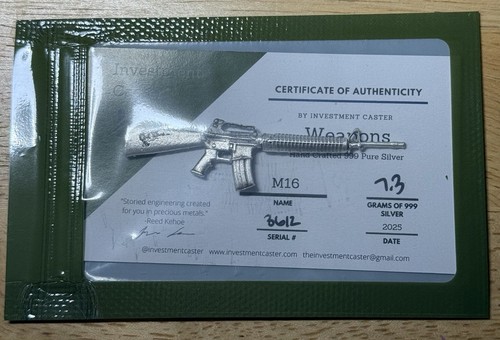 Investment
CERTIFICATE OF AUTHENTICITY
BY INVESTMENT CASTER
Weapons
Hand Crafted 999 Pure Silver
M16
NAME
7.3
GRAMS OF 999
SILVER
"Stoned engineering created
for you in precious metals."
-Reed Kehoe
3612
SERIAL #
2025
DATE
@investmentcaster www.investmentcaster.com theinvestmentcaster@gmail.com